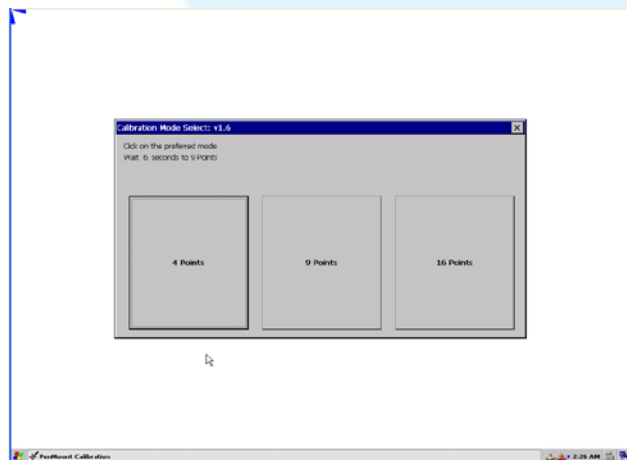 Calibration Mode Select: v1.6
Click on the preferred mode
Wait 6 seconds to 9 Points
4 Points
9 Points
16 Points
PenMount Calibration
2:26 AM